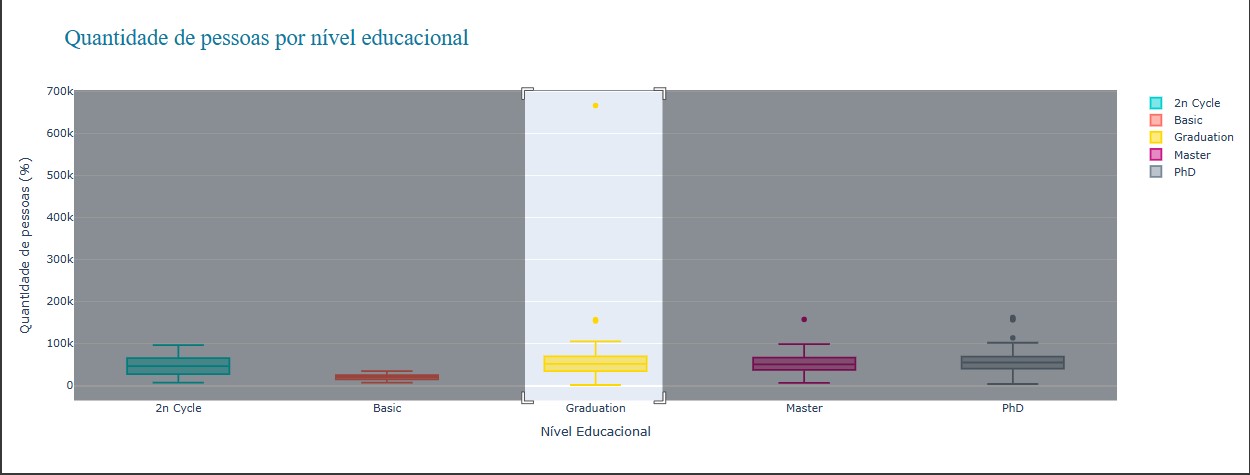 Quantidade de pessoas por nível educacional
Quantidade de pessoas (%)
700k
600k
500k
400k
300k
200k
100k
0
2n Cycle
Basic
Graduation
Master
PhD
Nível Educacional
2n Cycle
Basic
Graduation
Master
PhD